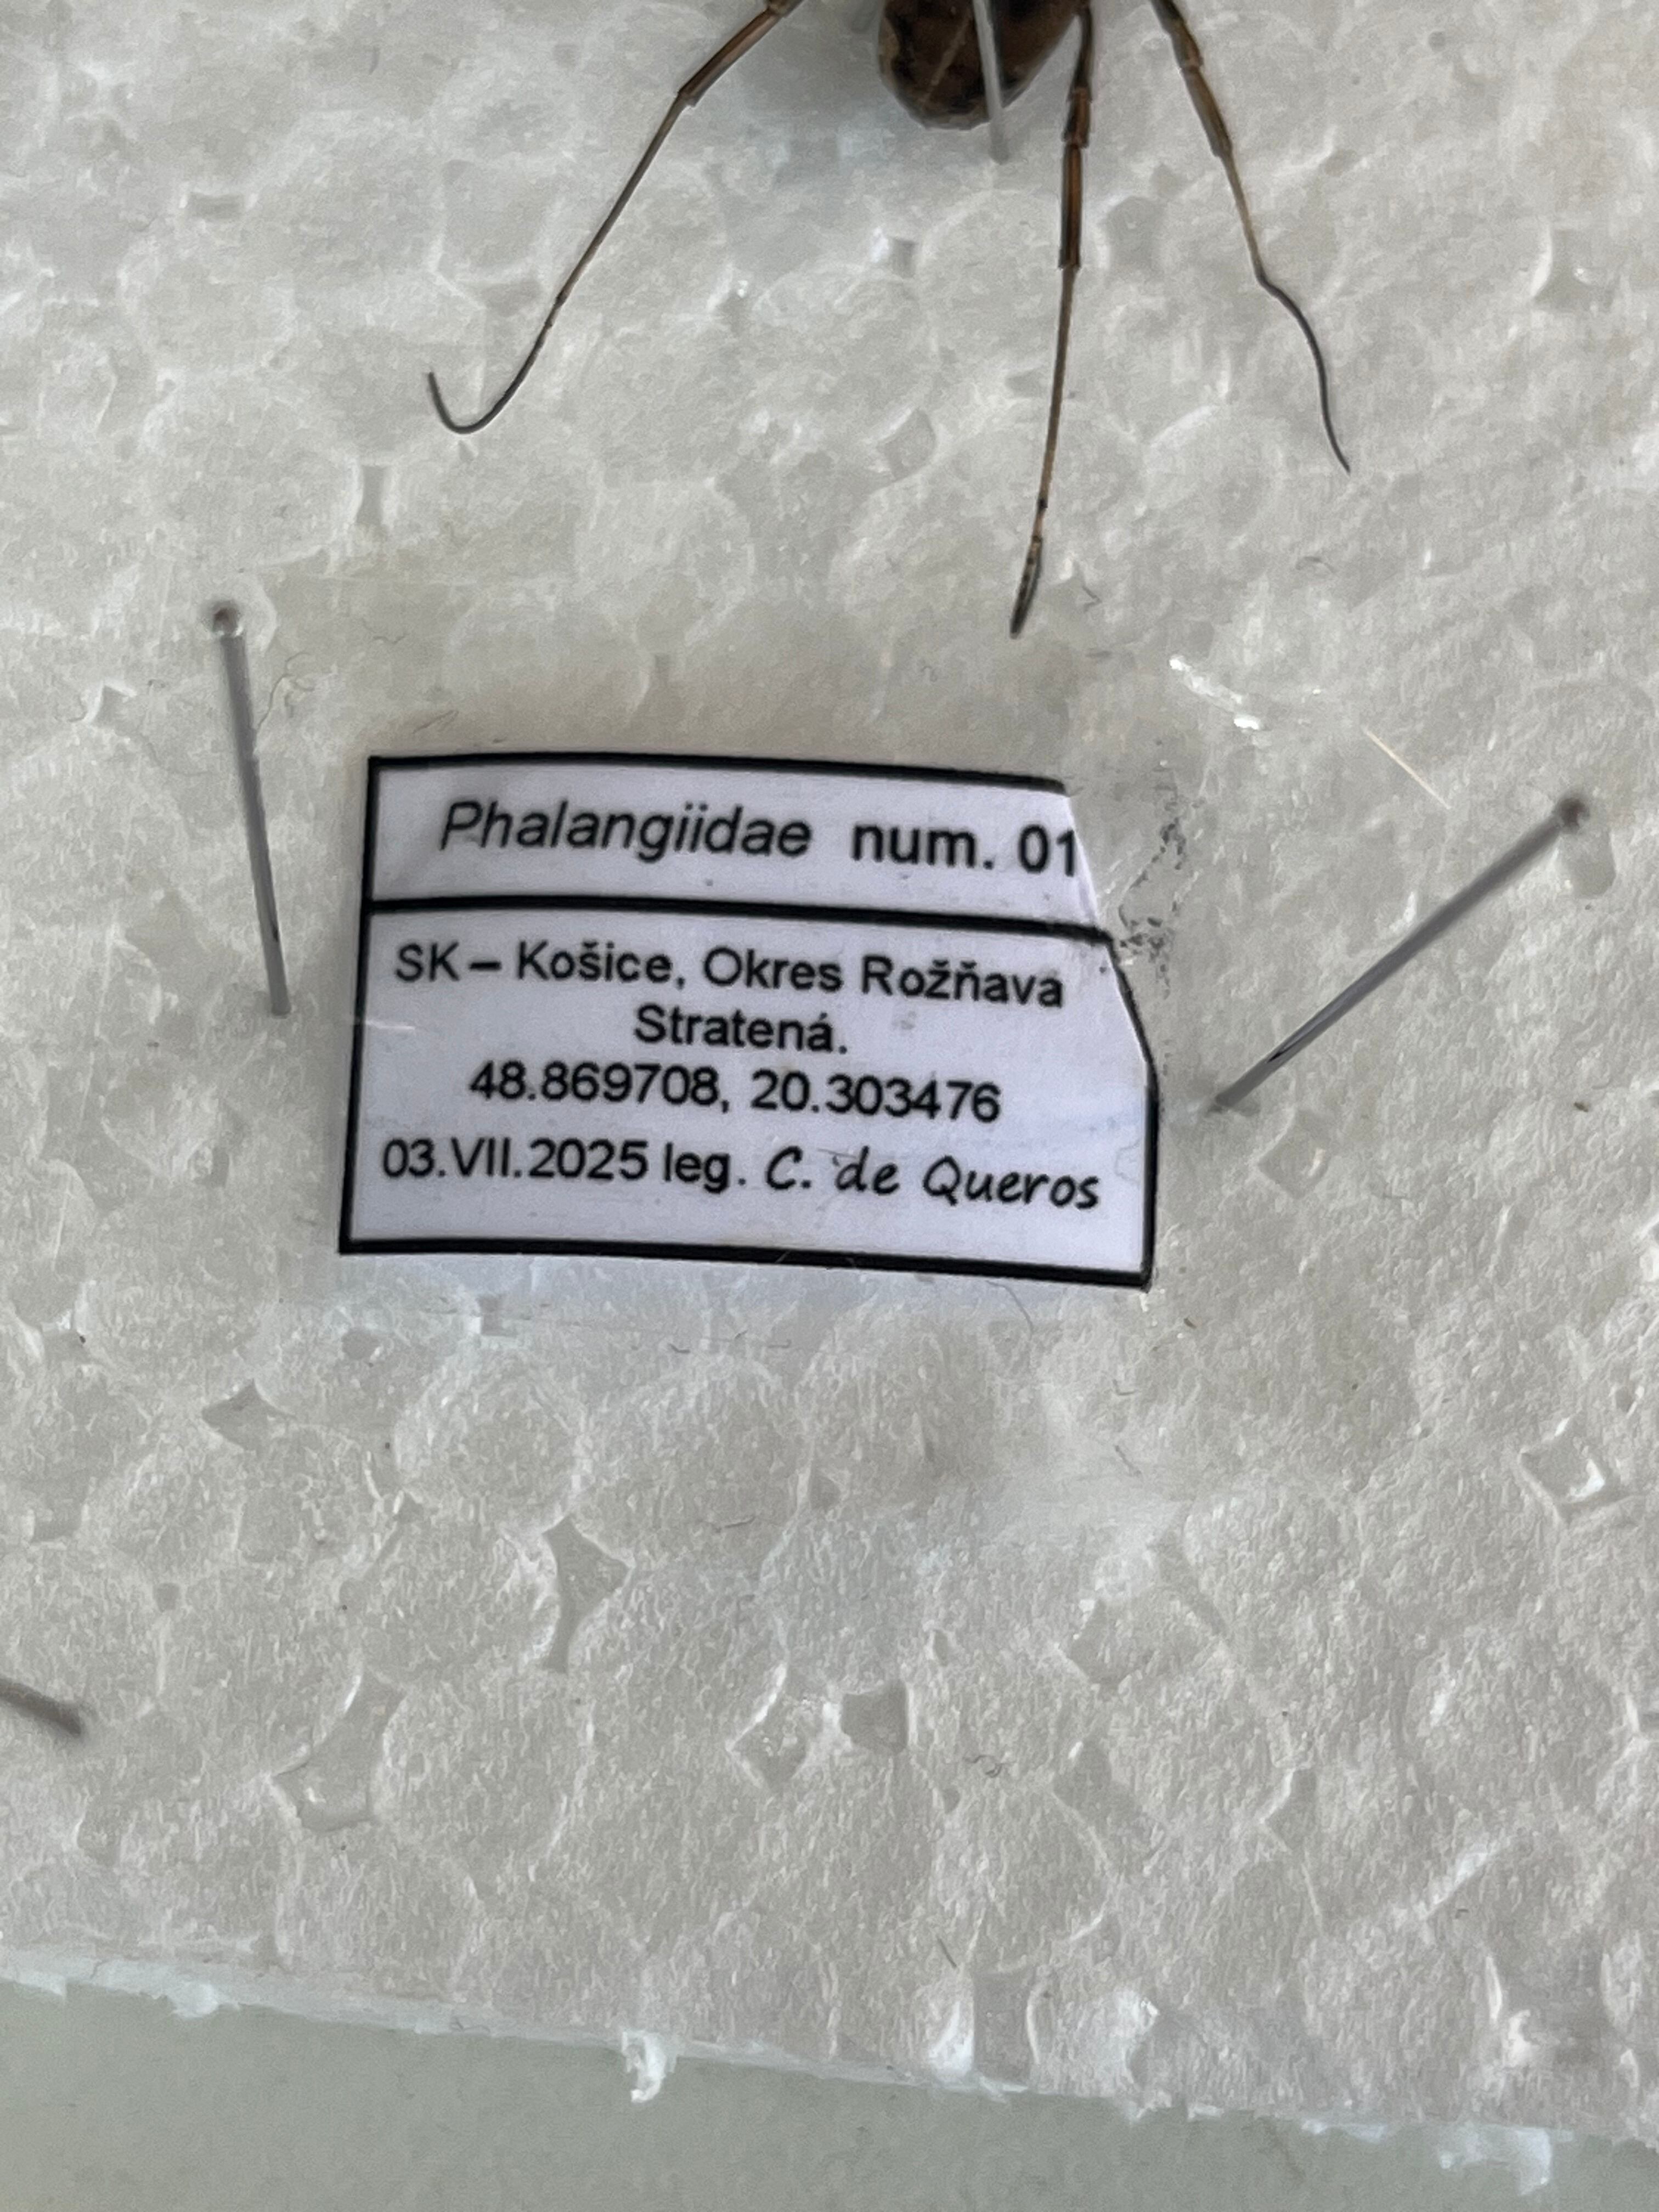 Phalangiidae num. 01
SK – Košice, Okres Rožňava
Stratená.
48.869708, 20.303476
03.VII.2025 leg. C. de Queros